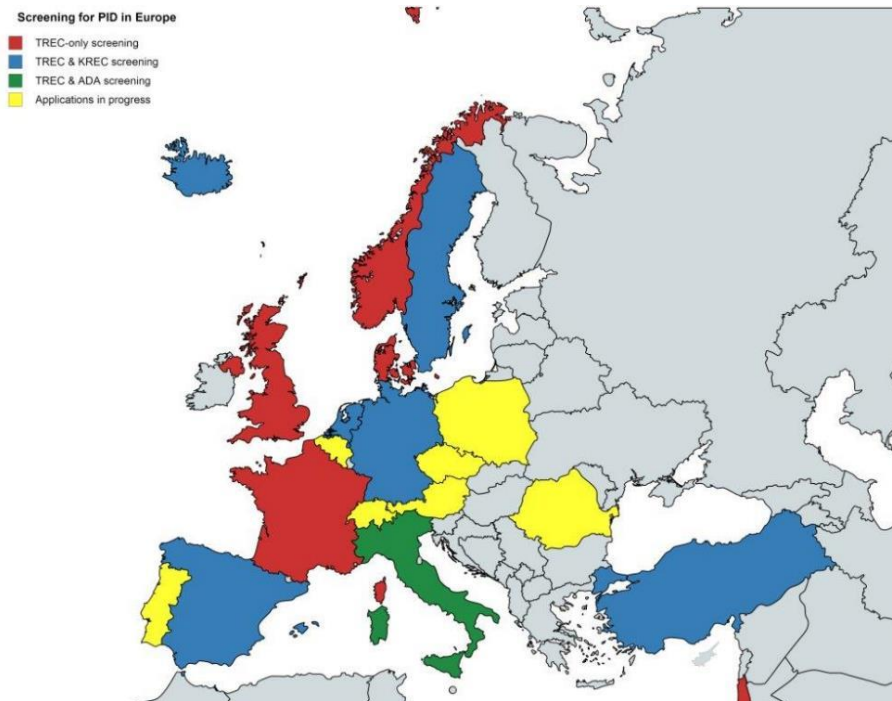 Screening for PID in Europe
TREC-only screening
TREC & KREC screening
TREC & ADA screening
Applications in progress